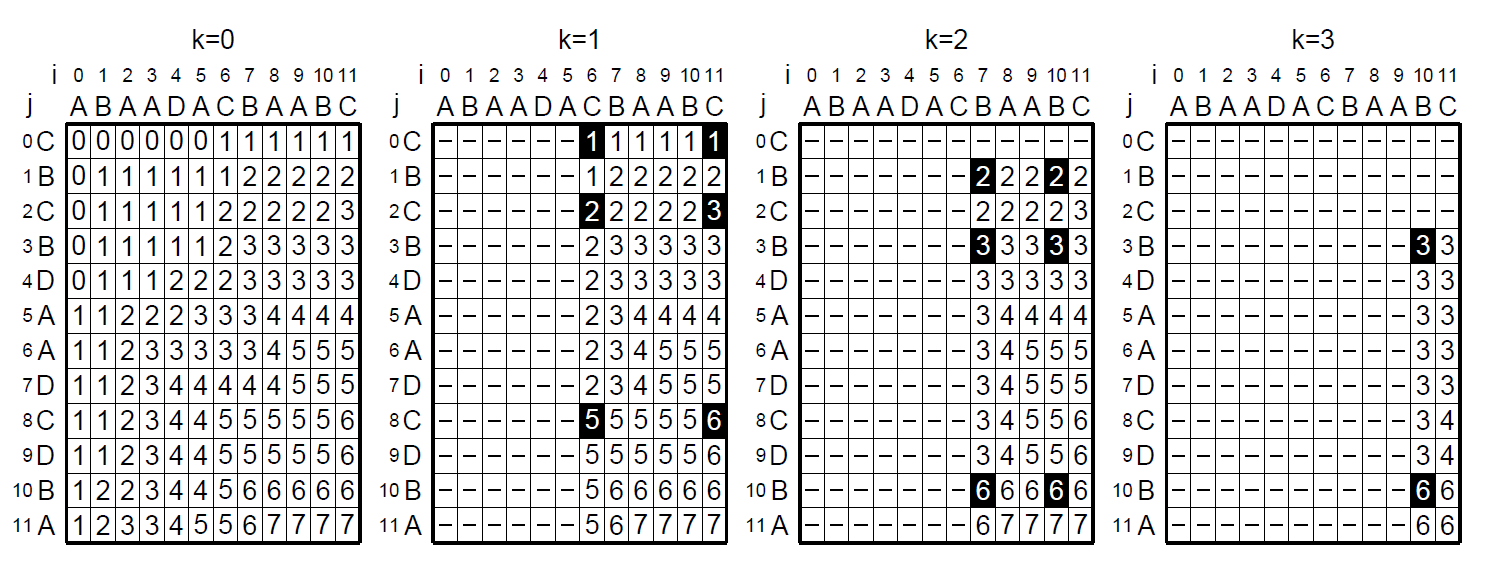 k=0
i 0 1 2 3 4 5 6 7 8 9 10 11
j A B A A D A C B A A B C
0 C 0 0 0 0 0 0 1 1 1 1 1 1
1 B 0 1 1 1 1 1 1 2 2 2 2 2
2 C 0 1 1 1 1 1 2 2 2 2 2 3
3 B 0 1 1 1 1 1 2 3 3 3 3 3
4 D 0 1 1 1 2 2 2 3 3 3 3 3
5 A 1 1 2 2 2 3 3 3 4 4 4 4
6 A 1 1 2 3 3 3 3 3 4 5 5 5
7 D 1 1 2 3 4 4 4 4 4 5 5 5
8 C 1 1 2 3 4 4 5 5 5 5 5 6
9 D 1 1 2 3 4 4 5 5 5 5 5 6
10 B 1 2 2 3 4 4 5 6 6 6 6 6
11 A 1 2 3 3 4 5 5 6 7 7 7 7
k=1
i 0 1 2 3 4 5 6 7 8 9 10 11
j A B A A D A C B A A B C
0 C – – – – – – 1 1 1 1 1 1
1 B – – – – – – 1 2 2 2 2 2
2 C – – – – – – 2 2 2 2 2 3
3 B – – – – – – 2 3 3 3 3 3
4 D – – – – – – 2 3 3 3 3 3
5 A – – – – – – 2 3 4 4 4 4
6 A – – – – – – 2 3 4 5 5 5
7 D – – – – – – 2 3 4 5 5 5
8 C – – – – – – 5 5 5 5 5 6
9 D – – – – – – 5 5 5 5 5 6
10 B – – – – – – 5 6 6 6 6 6
11 A – – – – – – 5 6 7 7 7 7
k=2
i 0 1 2 3 4 5 6 7 8 9 10 11
j A B A A D A C B A A B C
0 C – – – – – – – – – – – –
1 B – – – – – – – 2 2 2 2 2
2 C – – – – – – – 2 2 2 2 3
3 B – – – – – – – 3 3 3 3 3
4 D – – – – – – – 3 3 3 3 3
5 A – – – – – – – 3 4 4 4 4
6 A – – – – – – – 3 4 5 5 5
7 D – – – – – – – 3 4 5 5 5
8 C – – – – – – – 3 4 5 5 6
9 D – – – – – – – 3 4 5 5 6
10 B – – – – – – – 6 6 6 6 6
11 A – – – – – – – 6 7 7 7 7
k=3
i 0 1 2 3 4 5 6 7 8 9 10 11
j A B A A D A C B A A B C
0 C – – – – – – – – – – – –
1 B – – – – – – – – – – – –
2 C – – – – – – – – – – – –
3 B – – – – – – – – – – 3 3
4 D – – – – – – – – – – 3 3
5 A – – – – – – – – – – 3 3
6 A – – – – – – – – – – 3 3
7 D – – – – – – – – – – 3 3
8 C – – – – – – – – – – 3 4
9 D – – – – – – – – – – 3 4
10 B – – – – – – – – – – 6 6
11 A – – – – – – – – – – 6 6